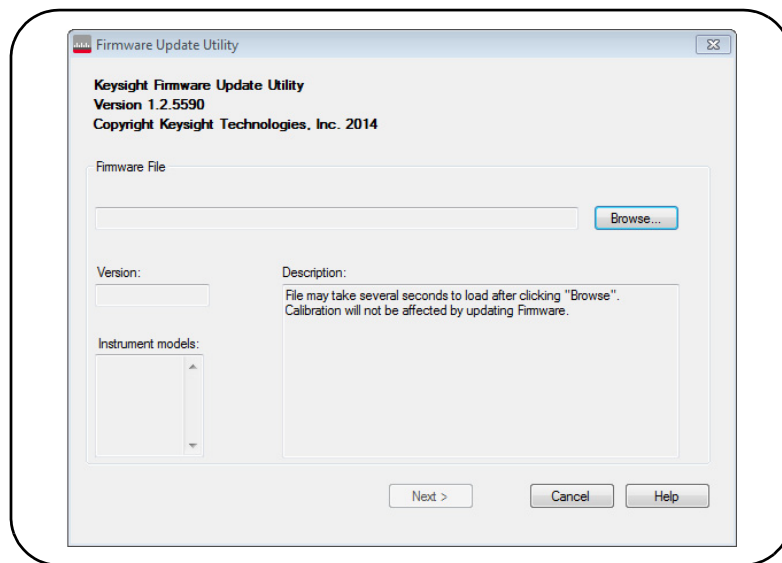 Firmware Update Utility
Keysight Firmware Update Utility
Version 1.2.5590
Copyright Keysight Technologies, Inc. 2014
Firmware File
Browse...
Version:
Description:
File may take several seconds to load after clicking "Browse".
Calibration will not be affected by updating Firmware.
Instrument models:
Next >
Cancel
Help